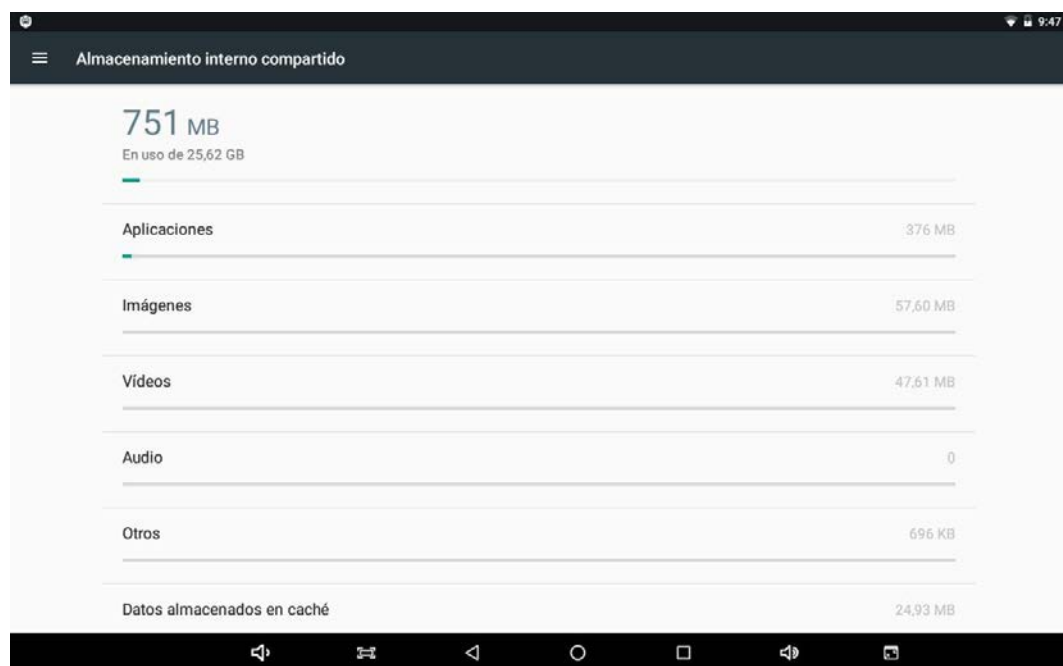 9:47
Almacenamiento interno compartido
751 MB
En uso de 25,62 GB
Aplicaciones 376 MB
Imágenes 57,60 MB
Vídeos 47,61 MB
Audio 0
Otros 696 KB
Datos almacenados en caché 24,93 MB